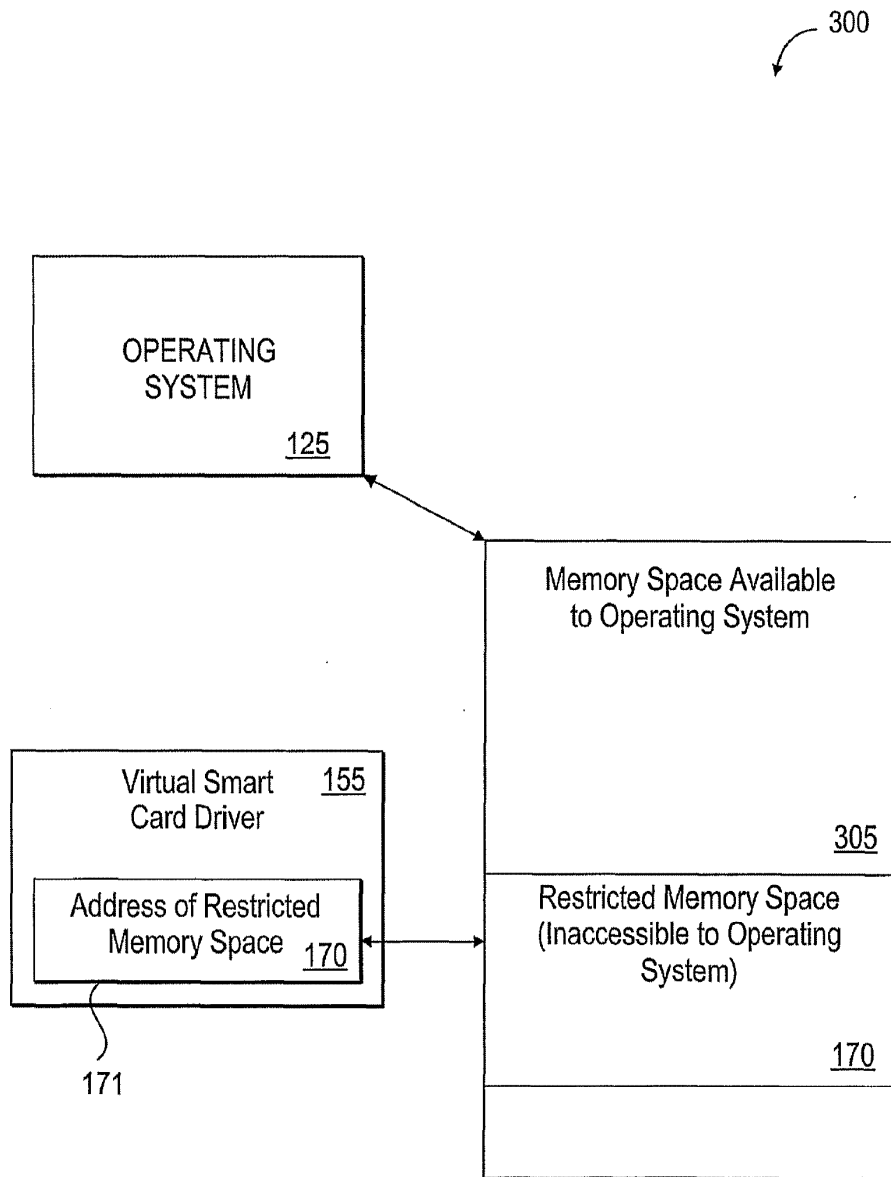 300
OPERATING
SYSTEM
125
Memory Space Available
to Operating System
305
Virtual Smart
Card Driver
155
Address of Restricted
Memory Space
170
171
Restricted Memory Space
(Inaccessible to Operating
System)
170